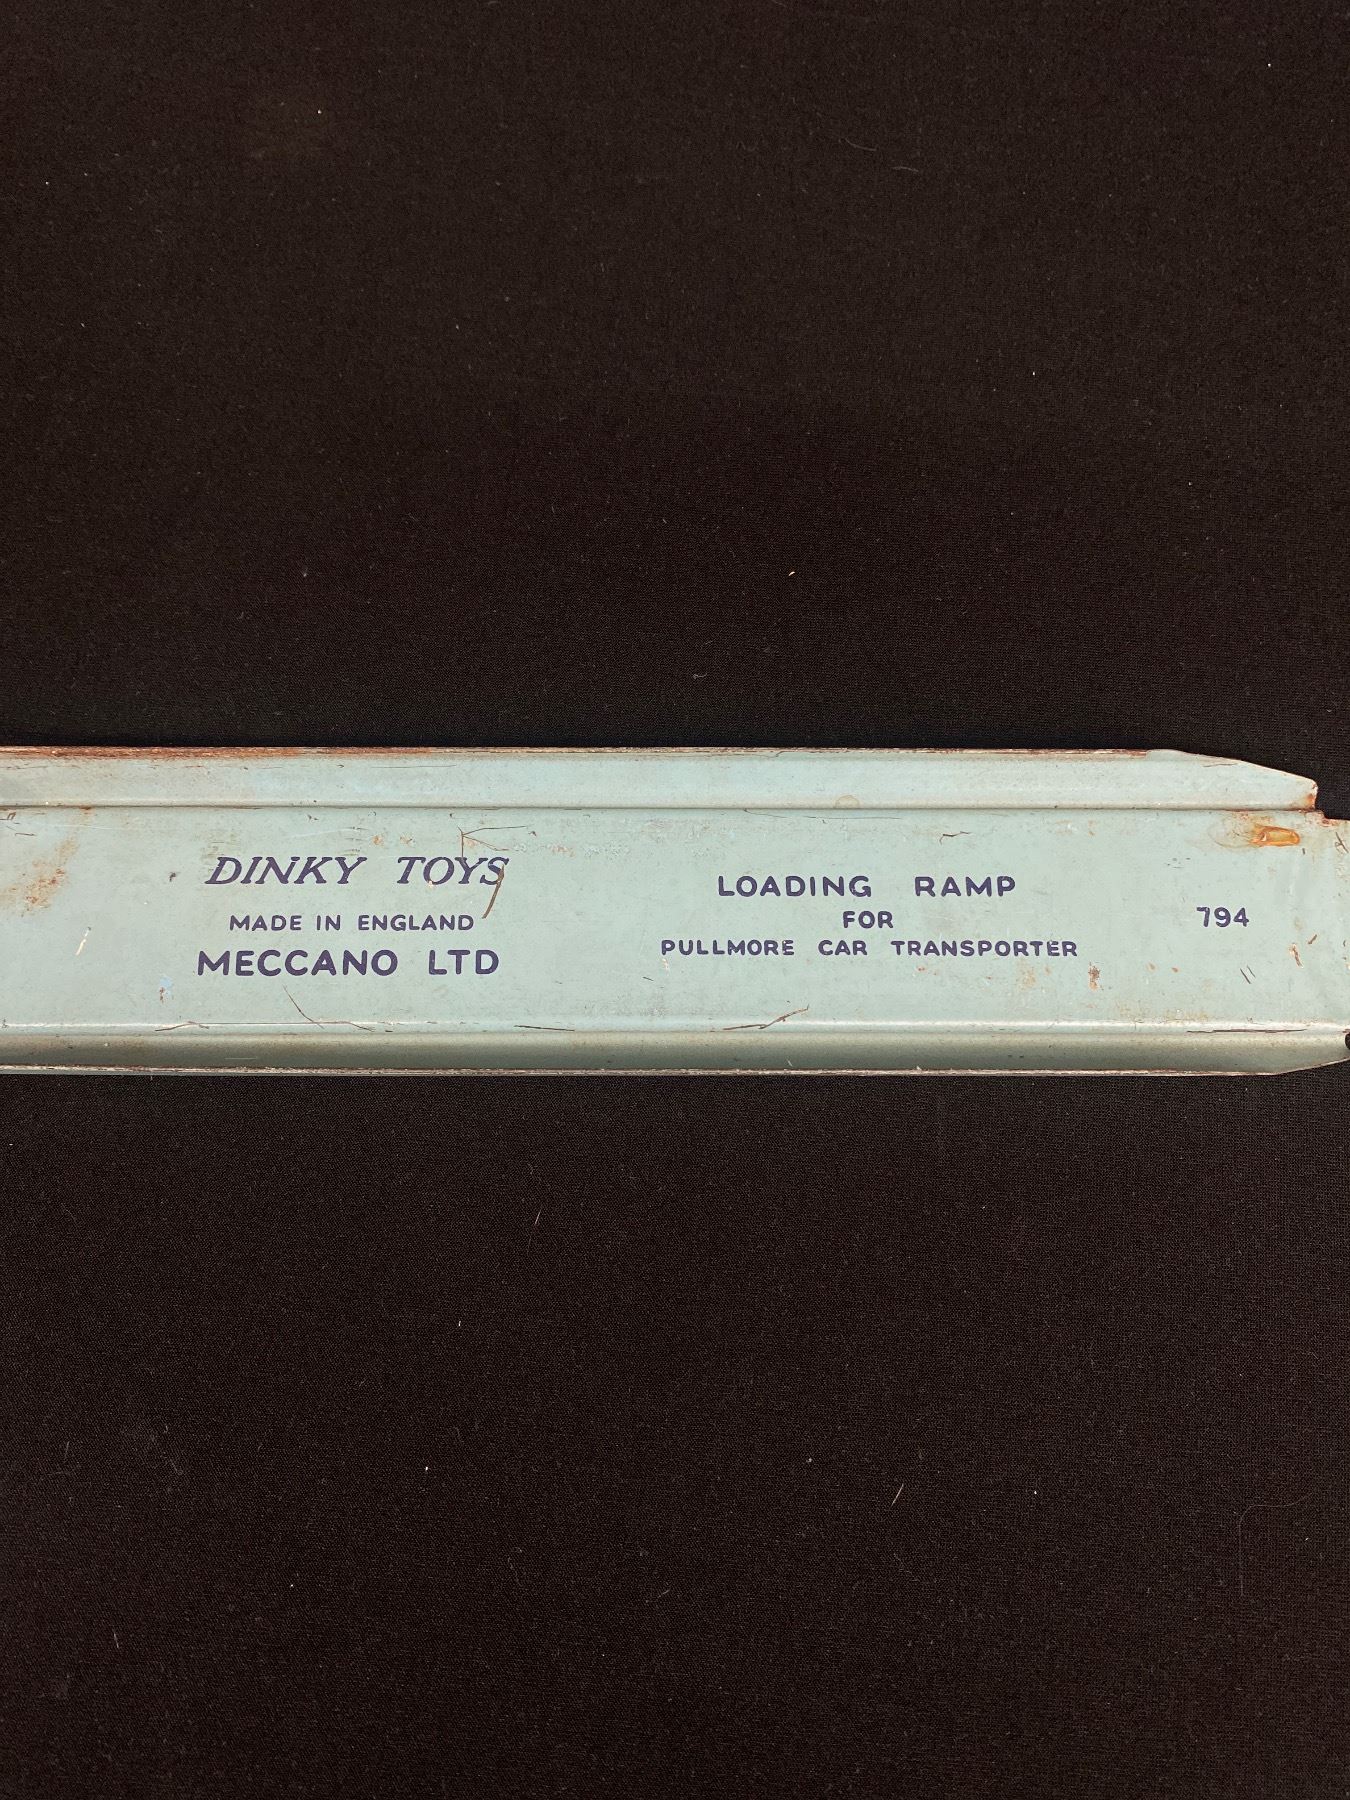 DINKY TOYS
MADE IN ENGLAND
MECCANO LTD
LOADING RAMP
FOR
PULLMORE CAR TRANSPORTER
794